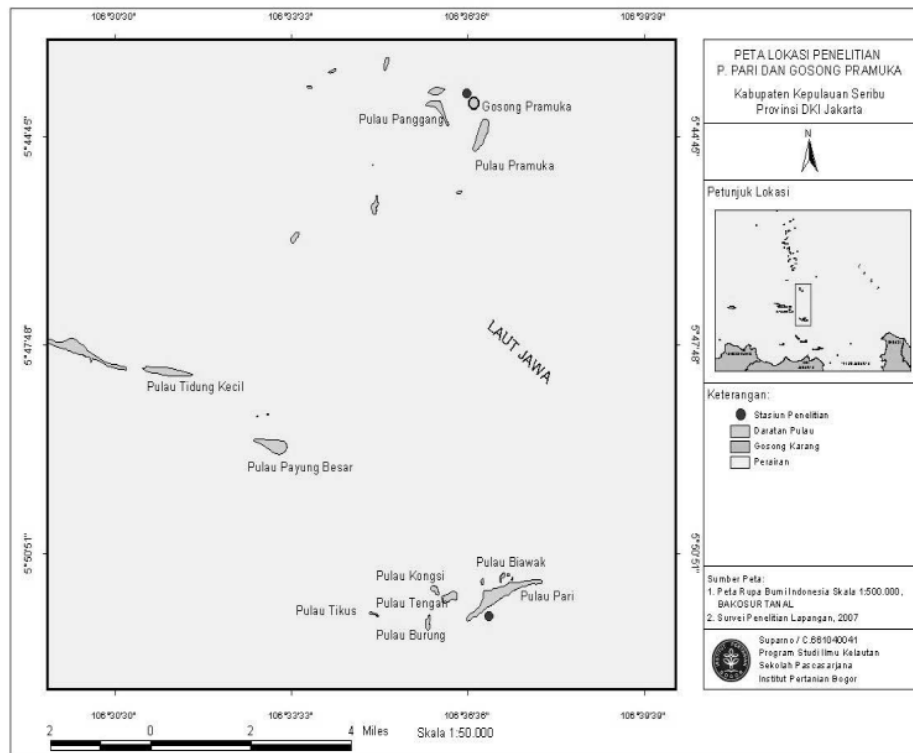 106°30'30" 106°33'33" 106°36'36" 106°39'39"
5°44'45"
5°47'48"
5°50'51"
Pulau Panggang
Gosong Pramuka
Pulau Pramuka
LAUT JAWA
Pulau Tidung Kecil
Pulau Payung Besar
Pulau Biawak
Pulau Kongsi
Pulau Pari
Pulau Tengah
Pulau Tikus
Pulau Burung
5°44'45"
5°47'48"
5°50'51"
106°30'30" 106°33'33" 106°36'36" 106°39'39"
2 0 2 4 Miles Skala 1:50.000
PETA LOKASI PENELITIAN
P. PARI DAN GOSONG PRAMUKA
Kabupaten Kepulauan Seribu
Provinsi DKI Jakarta
N
Petunjuk Lokasi
Keterangan:
Stasiun Penelitian
Daratan Pulau
Gosong Karang
Perairan
Sumber Peta:
1. Peta Rupa Bumi Indonesia Skala 1:500.000,
BAKOSURTANAL
2. Survei Penelitian Lapangan, 2007
Suparno / C.661040041
Program Studi Ilmu Kelautan
Sekolah Pascasarjana
Institut Pertanian Bogor